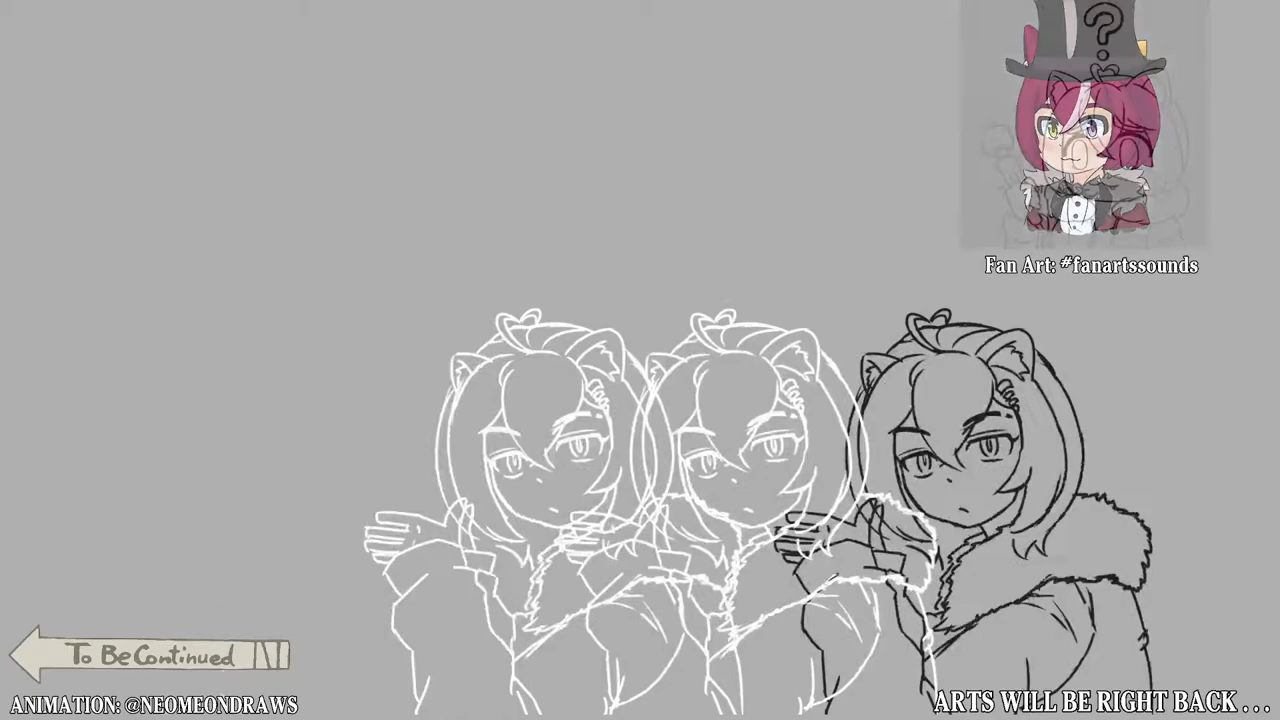 ?
Fan Art: #fanartssounds
To Be Continued
ANIMATION: @NEOMEONDRAWS
ARTS WILL BE RIGHT BACK . . .